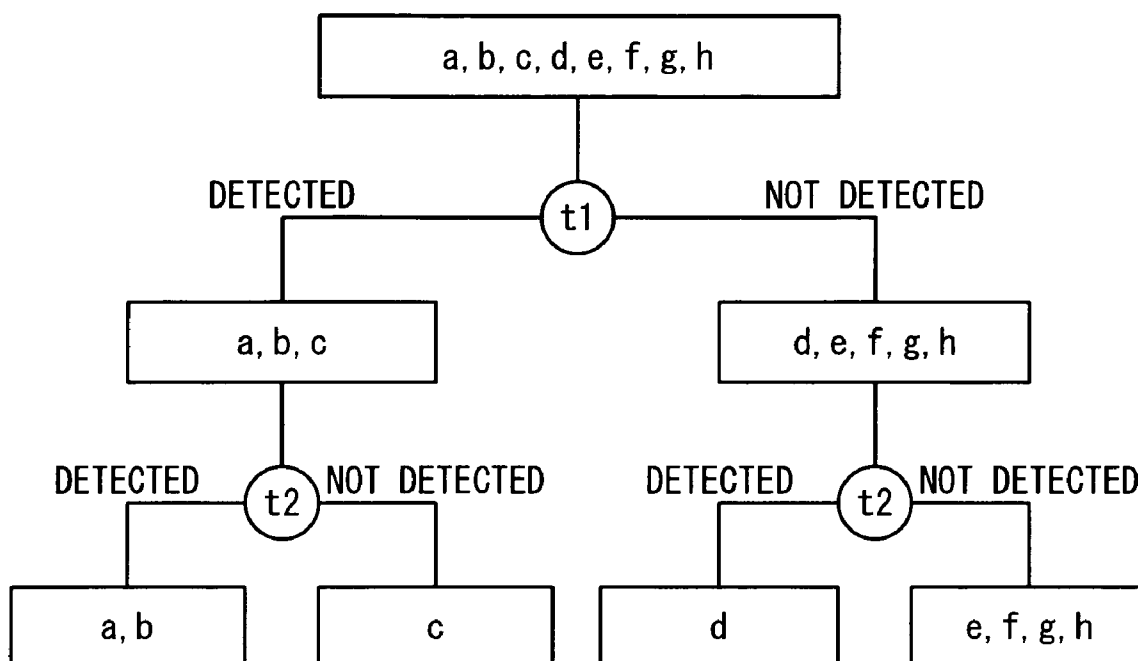 a, b, c, d, e, f, g, h
DETECTED
NOT DETECTED
t1
a, b, c
d, e, f, g, h
DETECTED
NOT DETECTED
DETECTED
NOT DETECTED
t2
t2
a, b
c
d
e, f, g, h